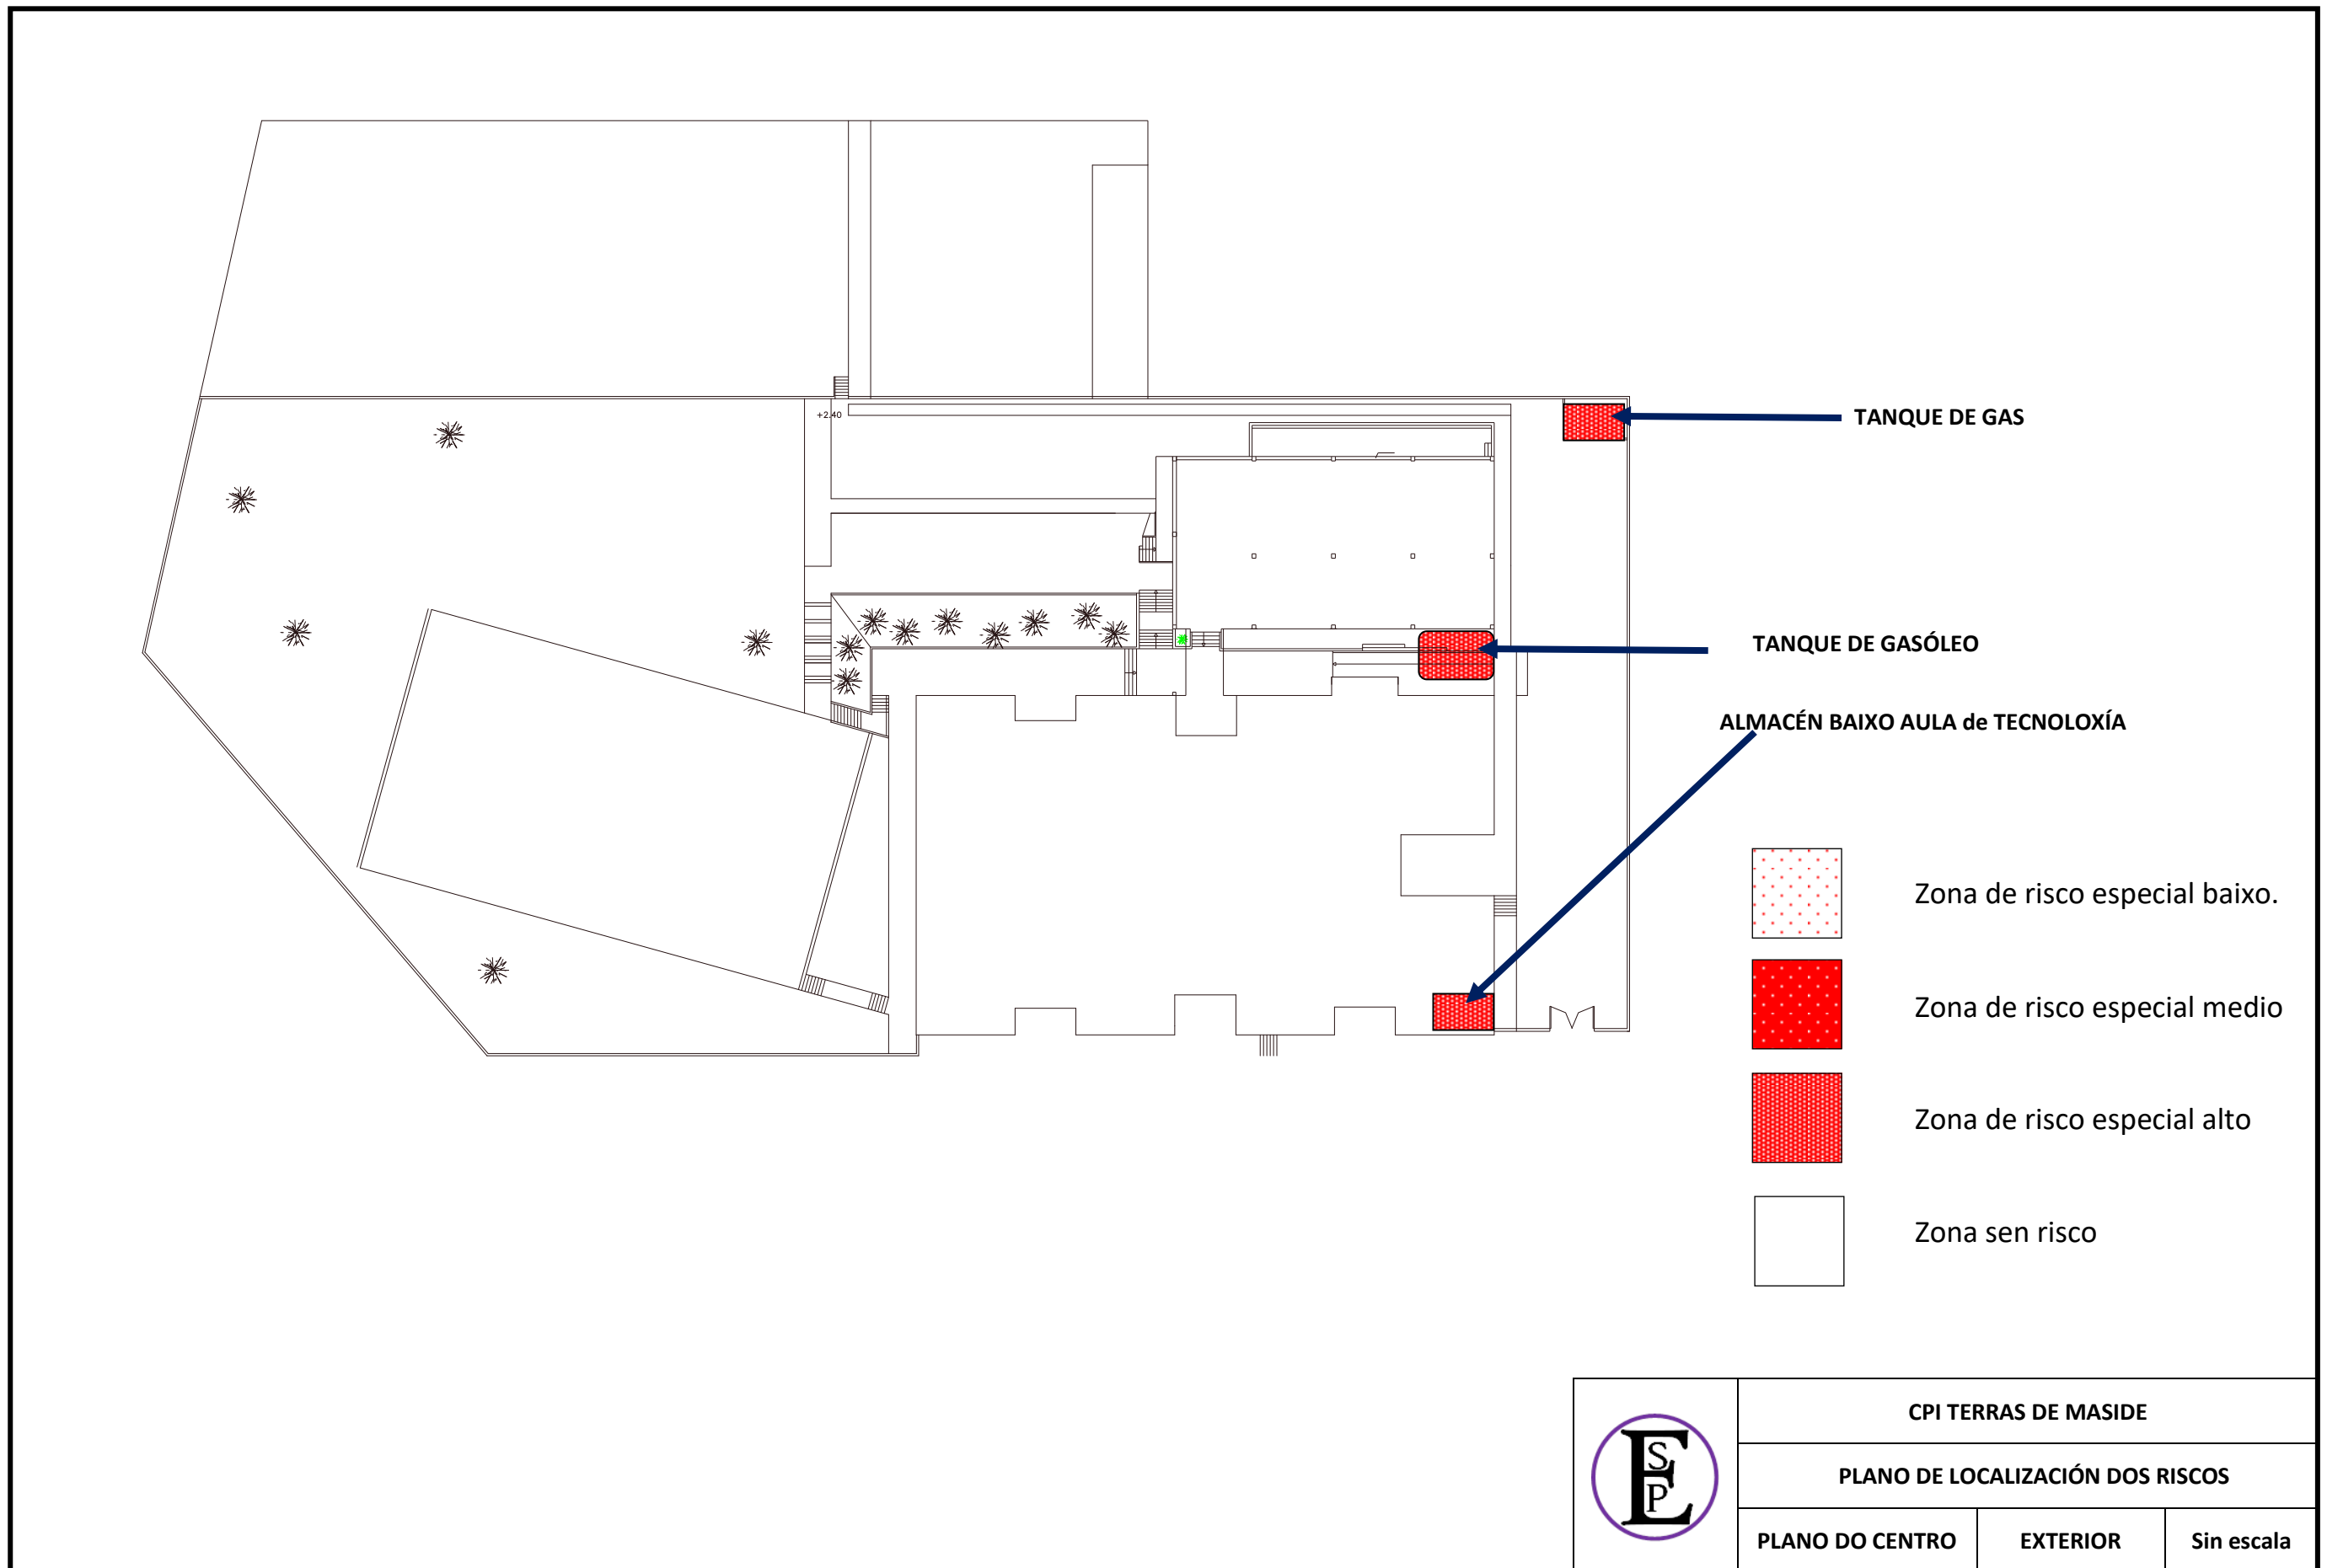 +2.40
TANQUE DE GAS
TANQUE DE GASÓLEO
ALMACÉN BAIXO AULA de TECNOLOXÍA
Zona de risco especial baixo.
Zona de risco especial medio
Zona de risco especial alto
Zona sen risco
ESP
CPI TERRAS DE MASIDE
PLANO DE LOCALIZACIÓN DOS RISCOS
PLANO DO CENTRO
EXTERIOR
Sin escala